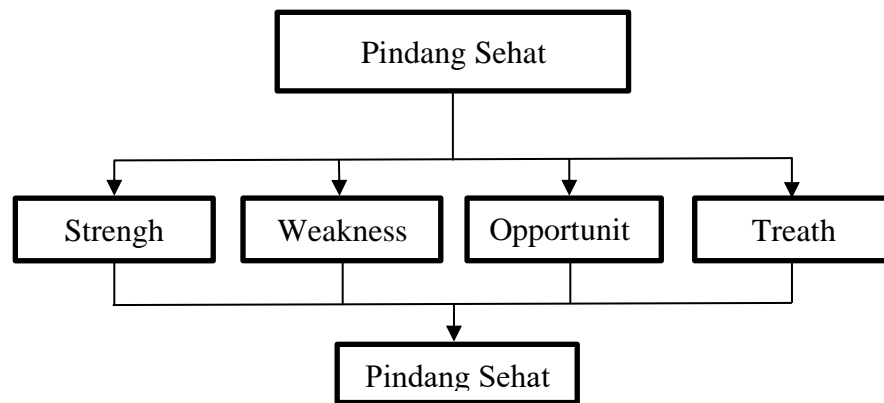 Pindang Sehat
Strengh
Weakness
Opportunit
Treath
Pindang Sehat